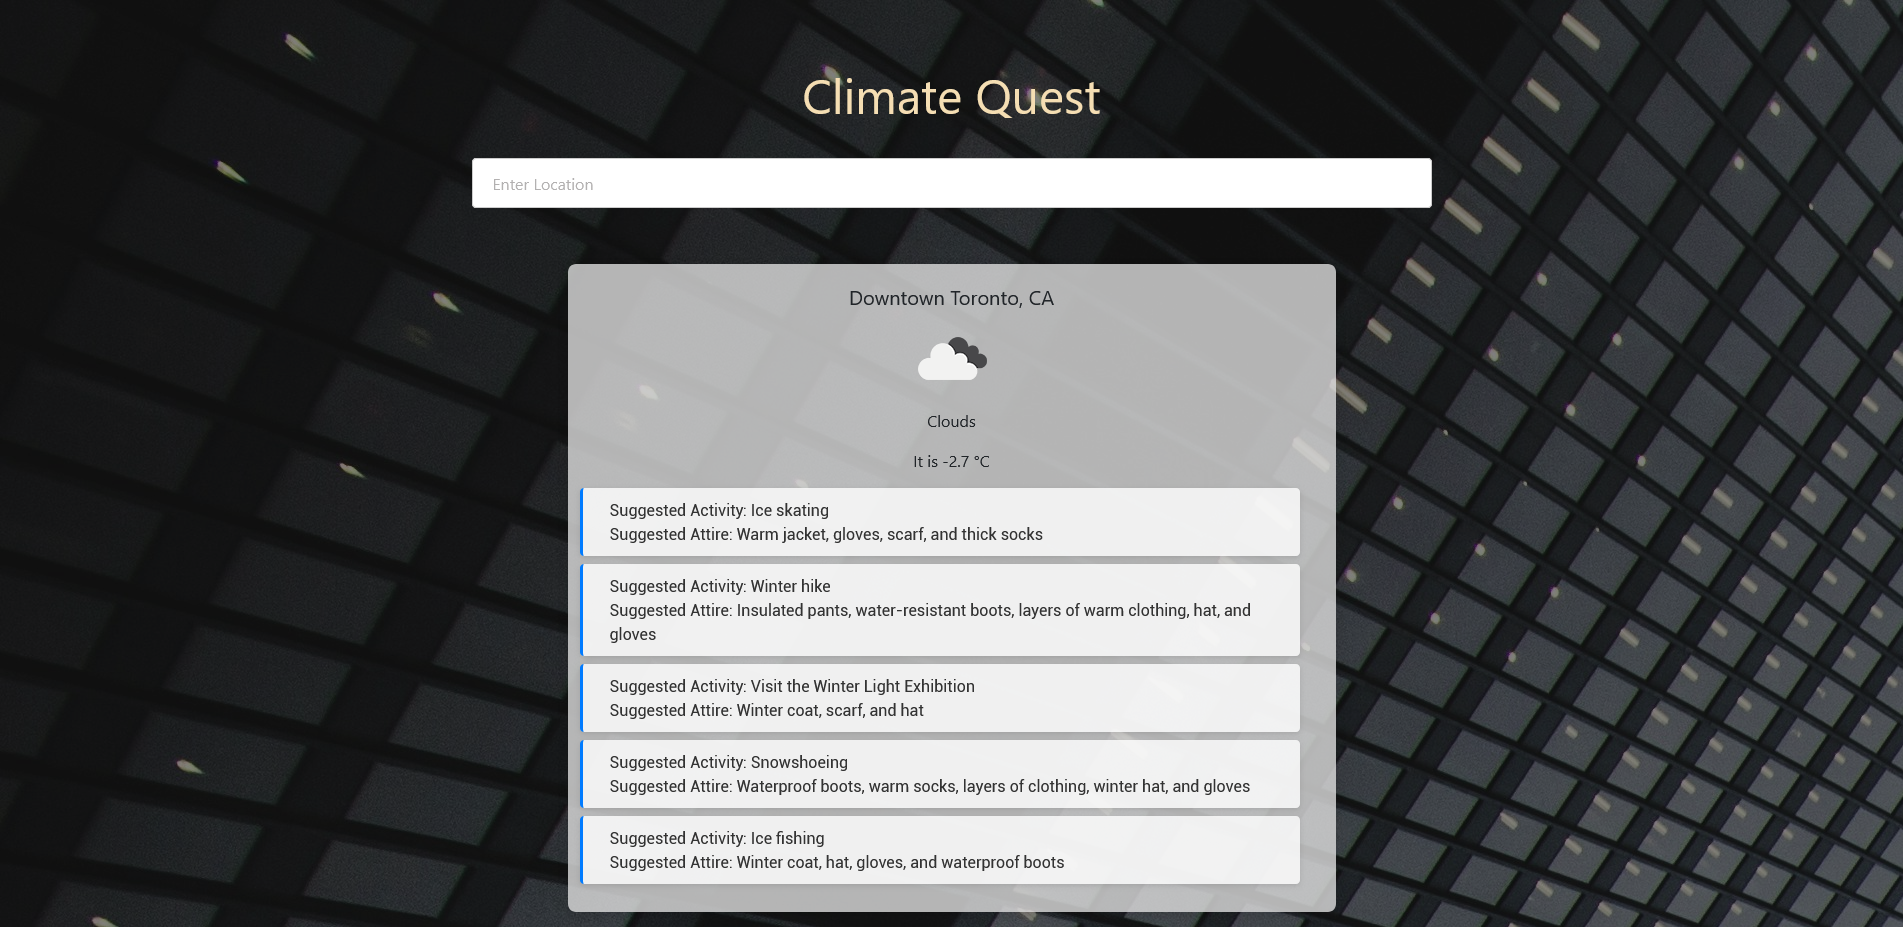 Climate Quest
Enter Location
Downtown Toronto, CA
Clouds
It is -2.7 °C
Suggested Activity: Ice skating
Suggested Attire: Warm jacket, gloves, scarf, and thick socks
Suggested Activity: Winter hike
Suggested Attire: Insulated pants, water-resistant boots, layers of warm clothing, hat, and
gloves
Suggested Activity: Visit the Winter Light Exhibition
Suggested Attire: Winter coat, scarf, and hat
Suggested Activity: Snowshoeing
Suggested Attire: Waterproof boots, warm socks, layers of clothing, winter hat, and gloves
Suggested Activity: Ice fishing
Suggested Attire: Winter coat, hat, gloves, and waterproof boots